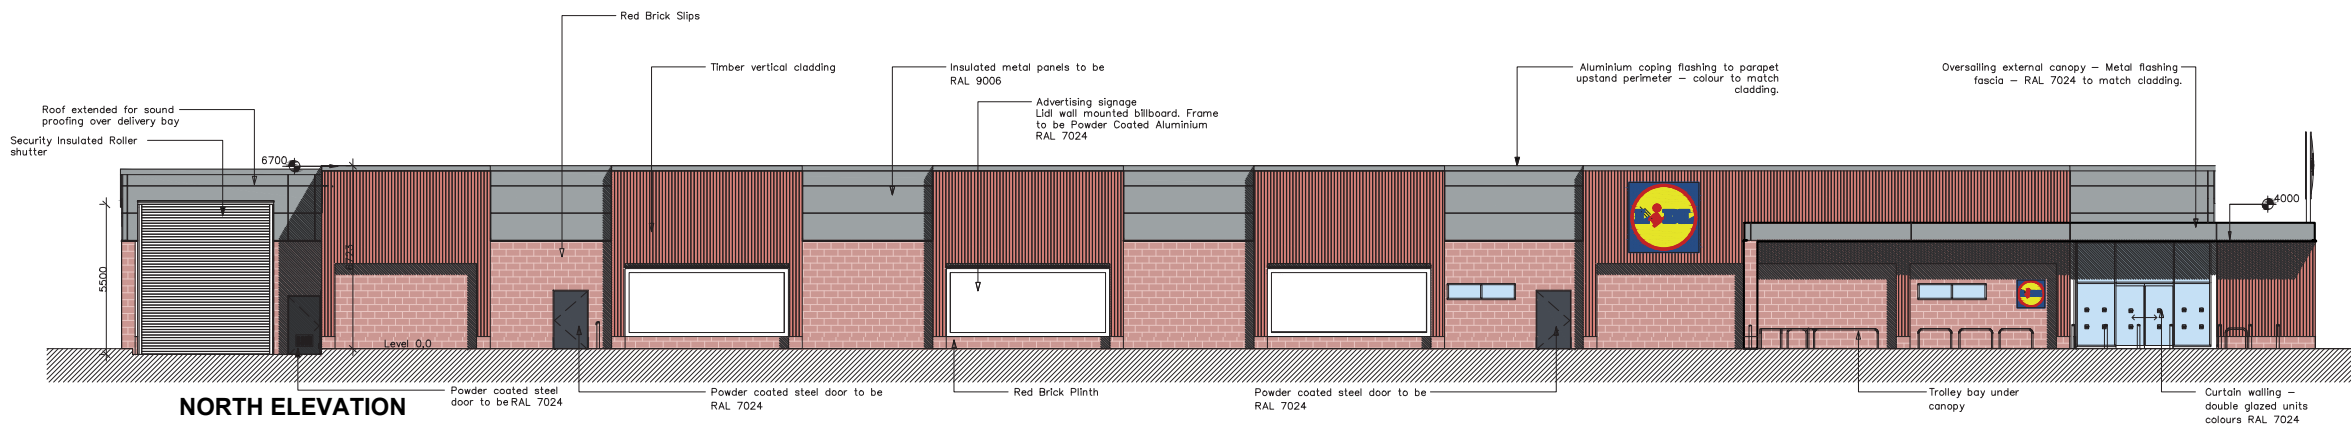 Red Brick Slips
Timber vertical cladding
Insulated metal panels to be
RAL 9006
Aluminium coping flashing to parapet
upstand perimeter – colour to match
cladding.
Oversailing external canopy – Metal flashing
fascia – RAL 7024 to match cladding.
Advertising signage
Lidl wall mounted billboard. Frame
to be Powder Coated Aluminium
RAL 7024
Roof extended for sound
proofing over delivery bay
Security Insulated Roller
shutter
6700
4000
5500
Level 0,0
Powder coated steel
door to be RAL 7024
Powder coated steel door to be
RAL 7024
Red Brick Plinth
Powder coated steel door to be
RAL 7024
Trolley bay under
canopy
Curtain walling –
double glazed units
colours RAL 7024
NORTH ELEVATION